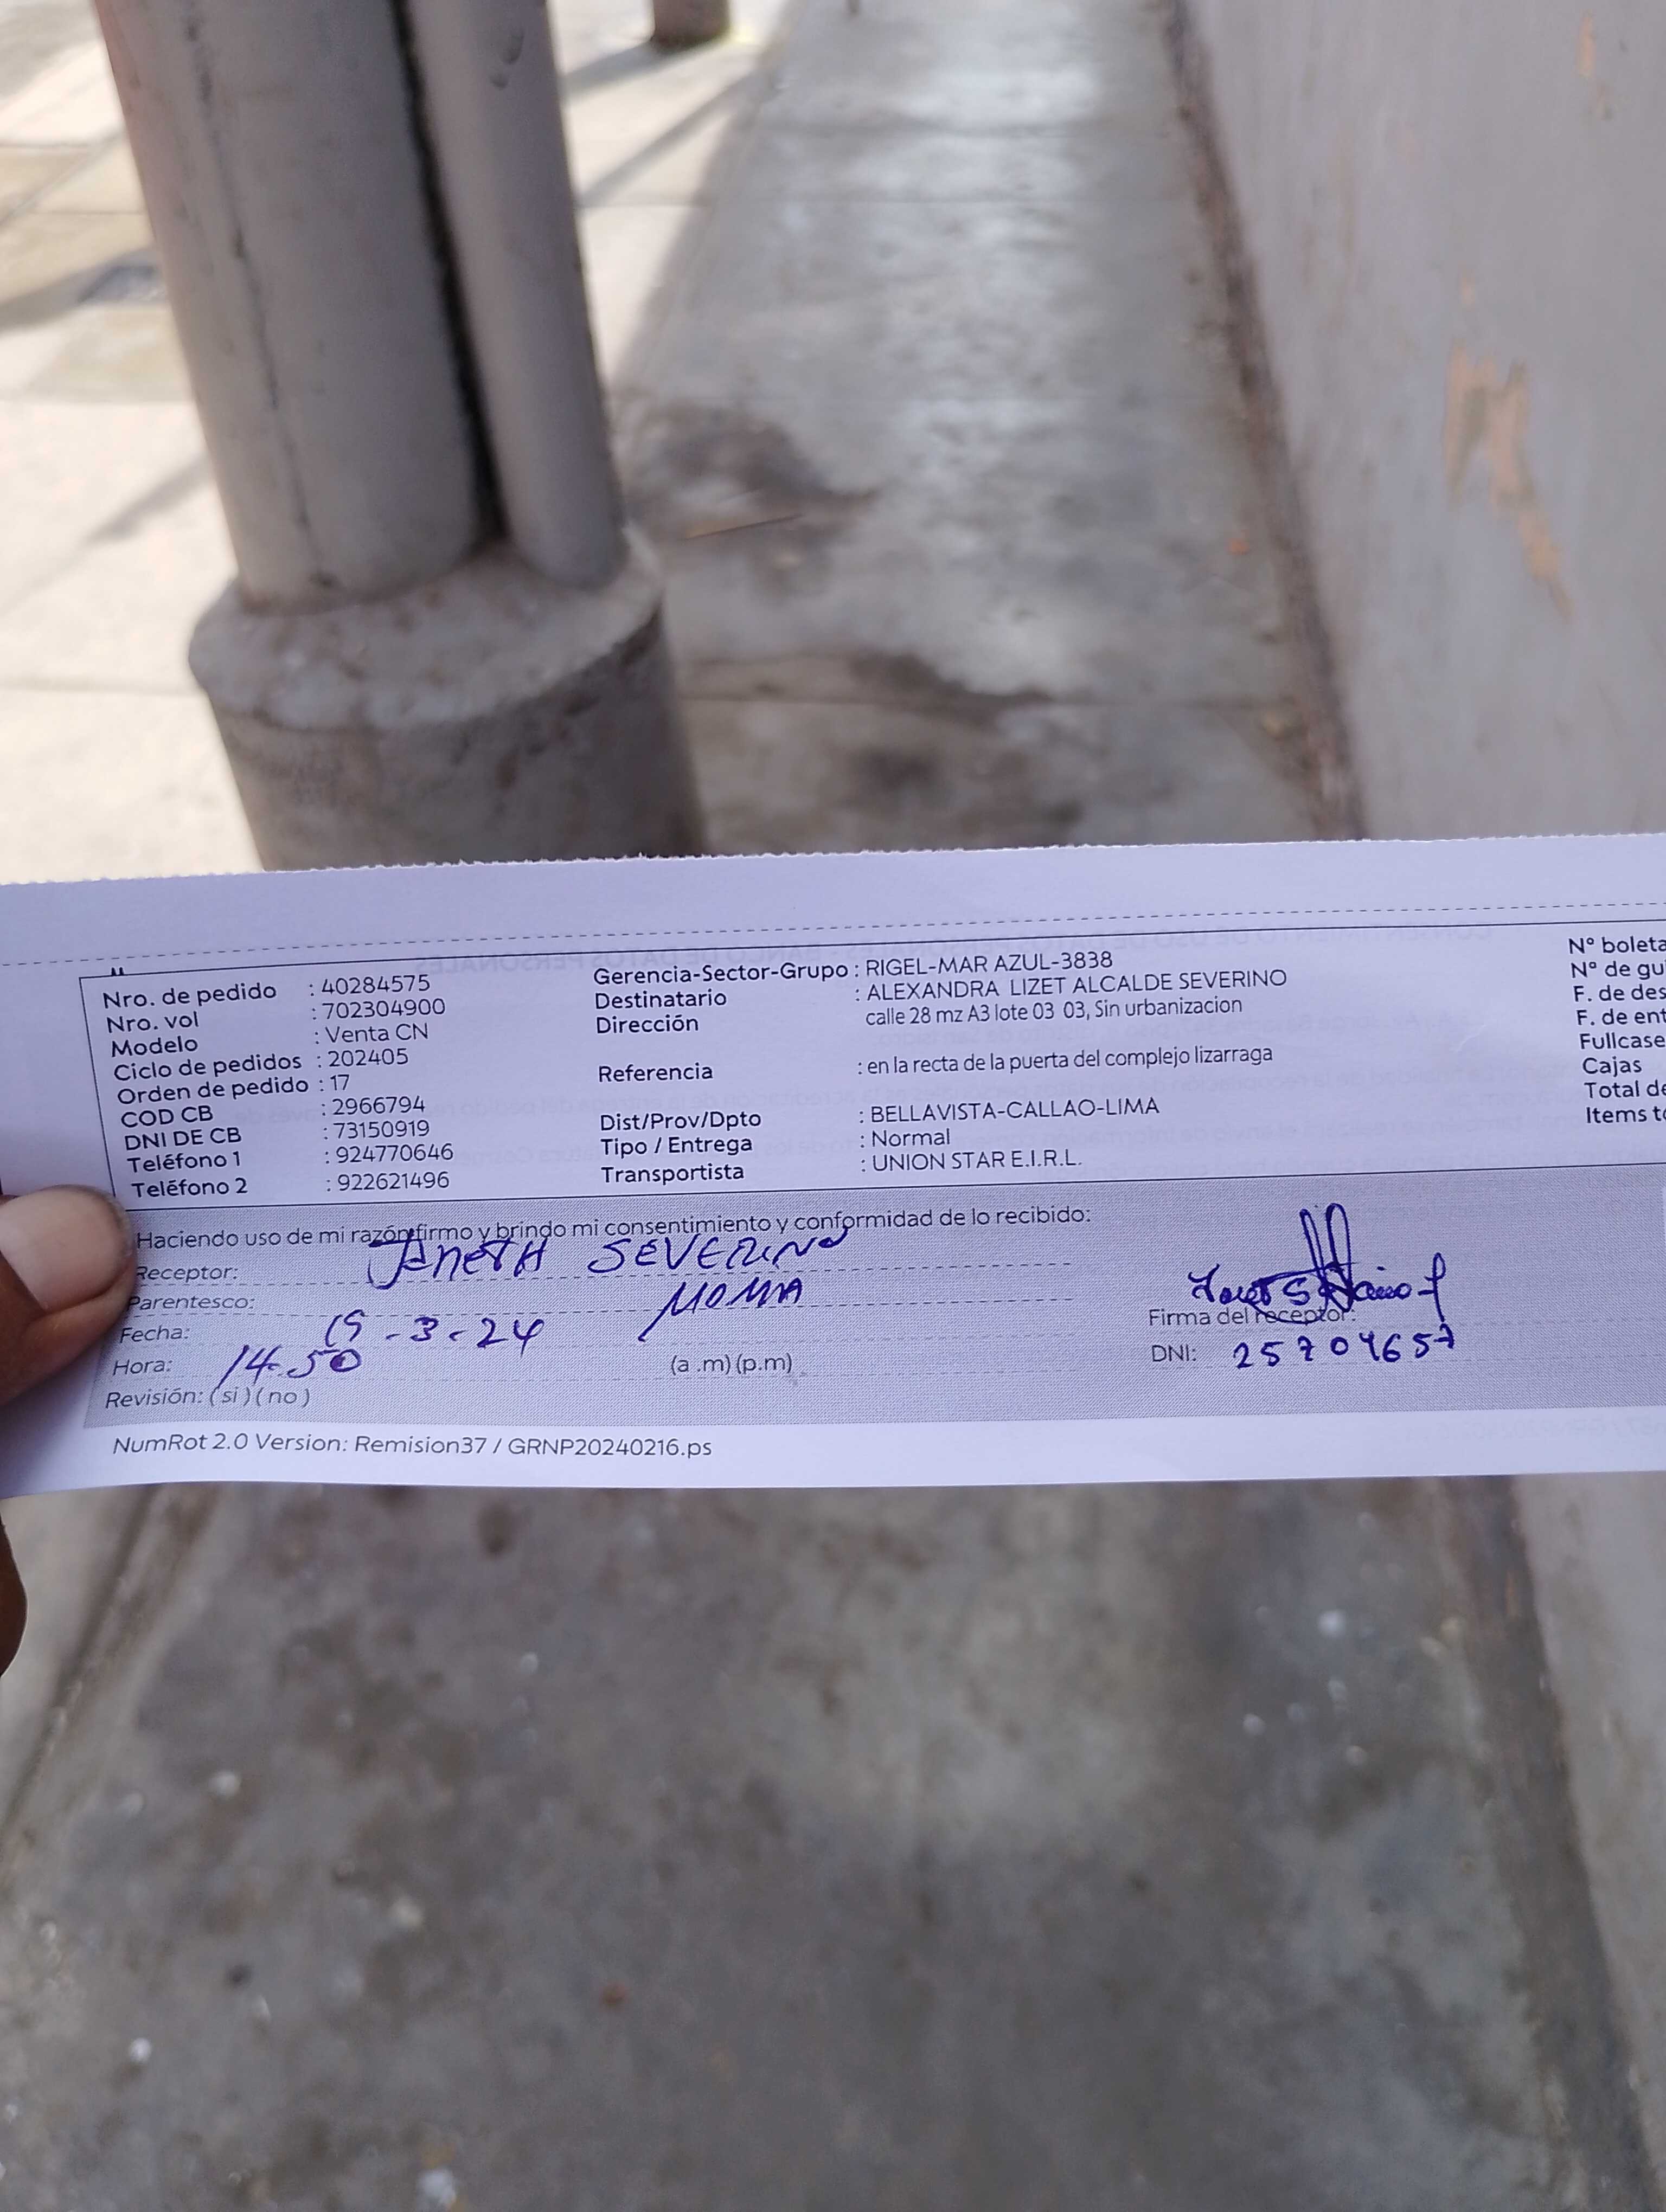 Nro. de pedido : 40284575
Nro. vol : 702304900
Modelo : Venta CN
Ciclo de pedidos : 202405
Orden de pedido : 17
COD CB : 2966794
DNI DE CB : 73150919
Teléfono 1 : 924770646
Teléfono 2 : 922621496
Gerencia-Sector-Grupo : RIGEL-MAR AZUL-3838
Destinatario : ALEXANDRA LIZET ALCALDE SEVERINO
Dirección calle 28 mz A3 lote 03 03, Sin urbanizacion
Referencia : en la recta de la puerta del complejo lizarraga
Dist/Prov/Dpto : BELLAVISTA-CALLAO-LIMA
Tipo / Entrega : Normal
Transportista : UNION STAR E.I.R.L.
Nº boleta
Nº de gu
F. de des
F. de ent
Fullcase
Cajas
Total de
Items to
Haciendo uso de mi razón firmo y brindo mi consentimiento y conformidad de lo recibido:
Receptor: JANETH SEVERINO
Parentesco: MOMA
Fecha: 19-3-24
Hora: 14.50 (a .m) (p.m)
Revisión: ( si ) ( no )
Firma del receptor:
DNI: 25704657
NumRot 2.0 Version: Remision37 / GRNP20240216.ps